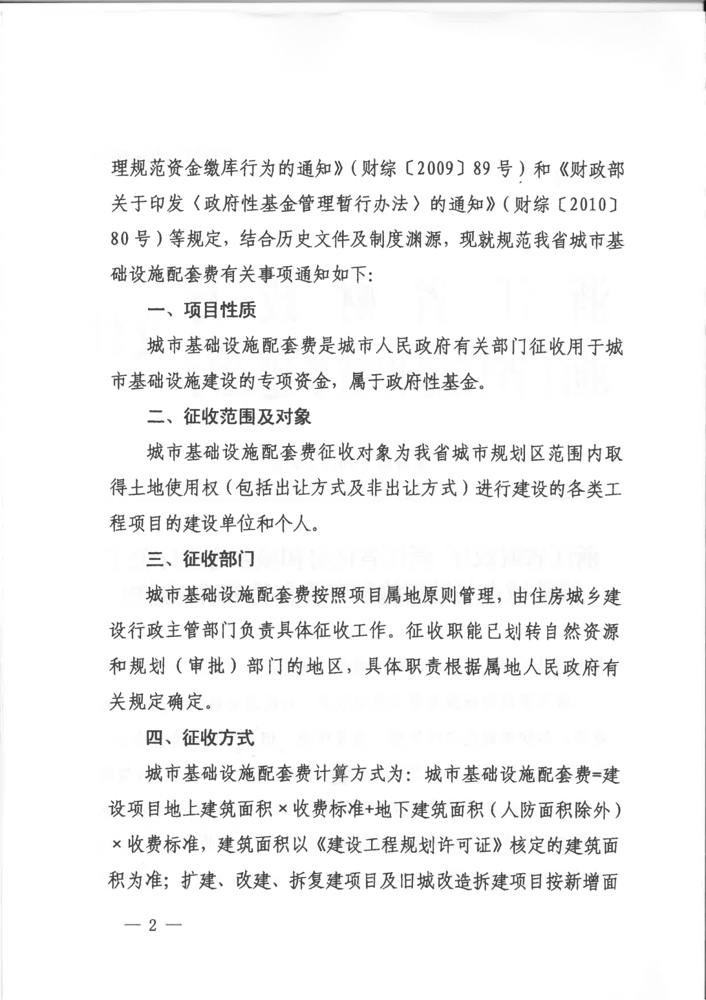 理规范资金缴库行为的通知》（财综〔2009〕89号）和《财政部
关于印发〈政府性基金管理暂行办法〉的通知》（财综〔2010〕
80号）等规定，结合历史文件及制度渊源，现就规范我省城市基
础设施配套费有关事项通知如下：
一、项目性质
城市基础设施配套费是城市人民政府有关部门征收用于城
市基础设施建设的专项资金，属于政府性基金。
二、征收范围及对象
城市基础设施配套费征收对象为我省城市规划区范围内取
得土地使用权（包括出让方式及非出让方式）进行建设的各类工
程项目的建设单位和个人。
三、征收部门
城市基础设施配套费按照项目属地原则管理，由住房城乡建
设行政主管部门负责具体征收工作。征收职能已划转自然资源
和规划（审批）部门的地区，具体职责根据属地人民政府有
关规定确定。
四、征收方式
城市基础设施配套费计算方式为：城市基础设施配套费=建
设项目地上建筑面积×收费标准+地下建筑面积（人防面积除外）
×收费标准，建筑面积以《建设工程规划许可证》核定的建筑面
积为准；扩建、改建、拆复建项目及旧城改造拆建项目按新增面
— 2 —